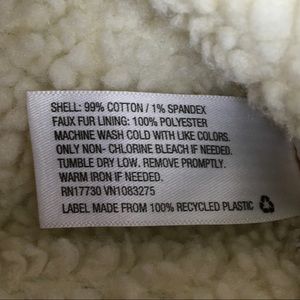 SHELL: 99% COTTON / 1% SPANDEX
FAUX FUR LINING: 100% POLYESTER
MACHINE WASH COLD WITH LIKE COLORS.
ONLY NON- CHLORINE BLEACH IF NEEDED.
TUMBLE DRY LOW. REMOVE PROMPTLY.
WARM IRON IF NEEDED.
RN17730 VN1083275
LABEL MADE FROM 100% RECYCLED PLASTIC